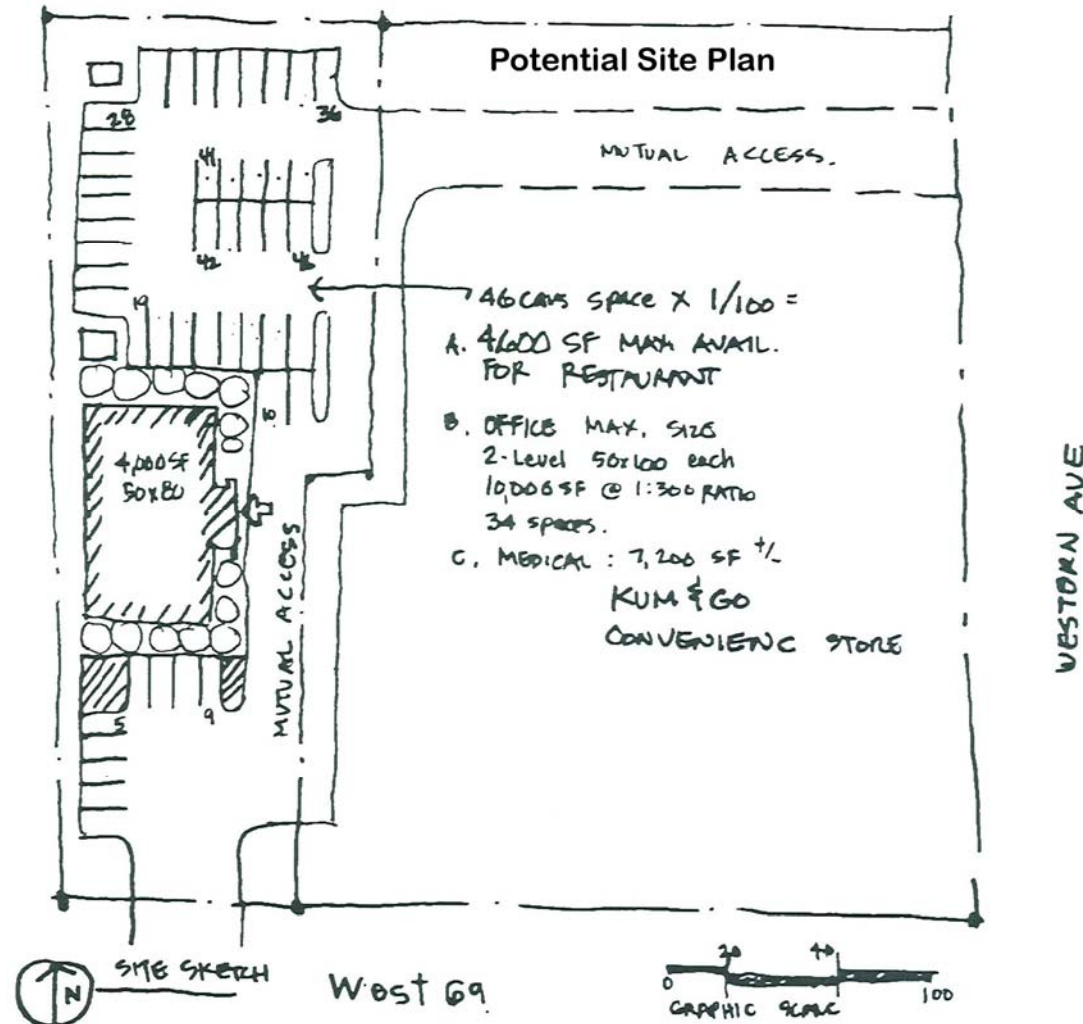 Potential Site Plan
28
36
MUTUAL ACCESS.
41
42
46
19
46 CARS SPACE X 1/100 =
A. 4600 SF MAX AVAIL.
FOR RESTAURANT
10
B. OFFICE MAX. SIZE
2-Level 50x100 each
10,000 SF @ 1:300 RATIO
34 spaces.
C. MEDICAL : 7,200 SF +/-
KUM & GO
CONVENIENC STORE
4,000 SF
50x80
MUTUAL ACCESS
WESTORN AVE
5
9
N
SITE SKETCH
West 69
0
20
40
100
GRAPHIC SCALE